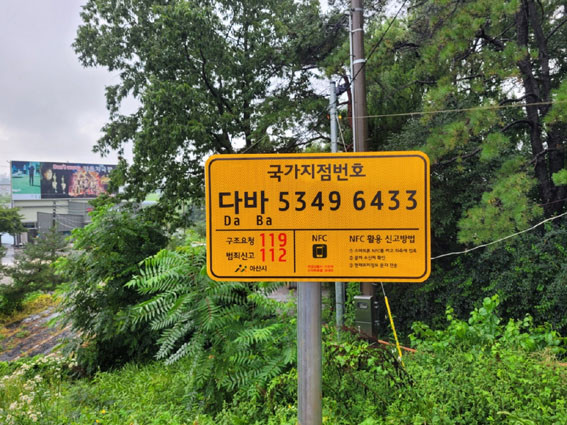 국가지점번호
다바 5349 6433
Da Ba
구조요청 119
범죄신고 112
아산시
NFC
NFC 활용 신고방법